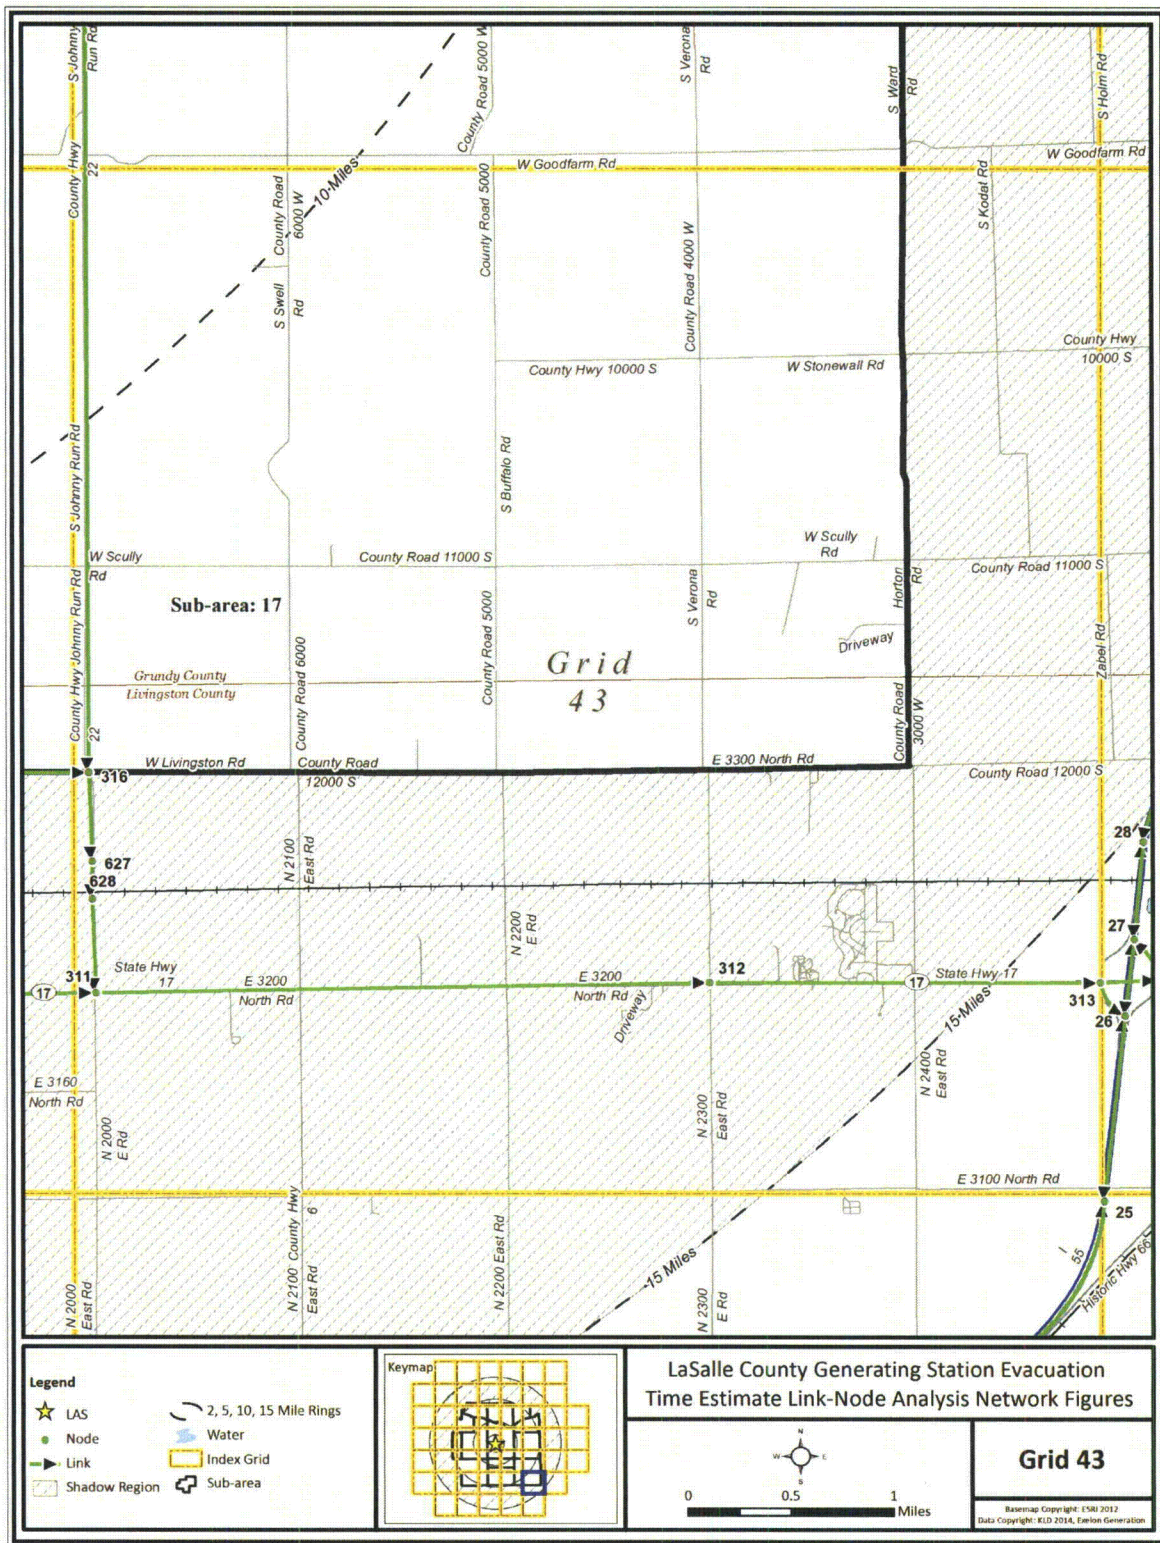 S Johnny
Run Rd
County Road 5000 W
S Verona
Rd
S Ward
Rd
S Holm Rd
County Hwy
22
W Goodfarm Rd
W Goodfarm Rd
10-Miles
County Road
6000 W
County Road 5000
S Kodat Rd
County Road 4000 W
S Swell
Rd
County Hwy
10000 S
County Hwy 10000 S
W Stonewall Rd
S Johnny Run Rd
S Buffalo Rd
W Scully
Rd
County Road 11000 S
W Scully
Rd
County Road 11000 S
S Verona
Rd
Horton
Rd
Sub-area: 17
County Hwy Johnny Run Rd
22
County Road 6000
County Road 5000
Driveway
Zabel Rd
Grid
43
Grundy County
Livingston County
County Road
3000 W
316
W Livingston Rd
County Road
12000 S
E 3300 North Rd
County Road 12000 S
28
627
628
N 2100
East Rd
N 2200
E Rd
27
311
17
State Hwy
17
E 3200
North Rd
E 3200
North Rd
Driveway
312
17
State Hwy 17
313
26
15-Miles
E 3160
North Rd
N 2000
E Rd
N 2300
East Rd
N 2400
East Rd
E 3100 North Rd
25
N 2000
East Rd
N 2100 County Hwy
6
East Rd
N 2200 East Rd
15 Miles
N 2300
E Rd
I
55
Historic Hwy 66
Legend
LAS
Node
Link
Shadow Region
2, 5, 10, 15 Mile Rings
Water
Index Grid
Sub-area
Keymap
LaSalle County Generating Station Evacuation
Time Estimate Link-Node Analysis Network Figures
N
W E
S
0 0.5 1
Miles
Grid 43
Basemap Copyright: ESRI 2012
Data Copyright: KLD 2014, Exelon Generation